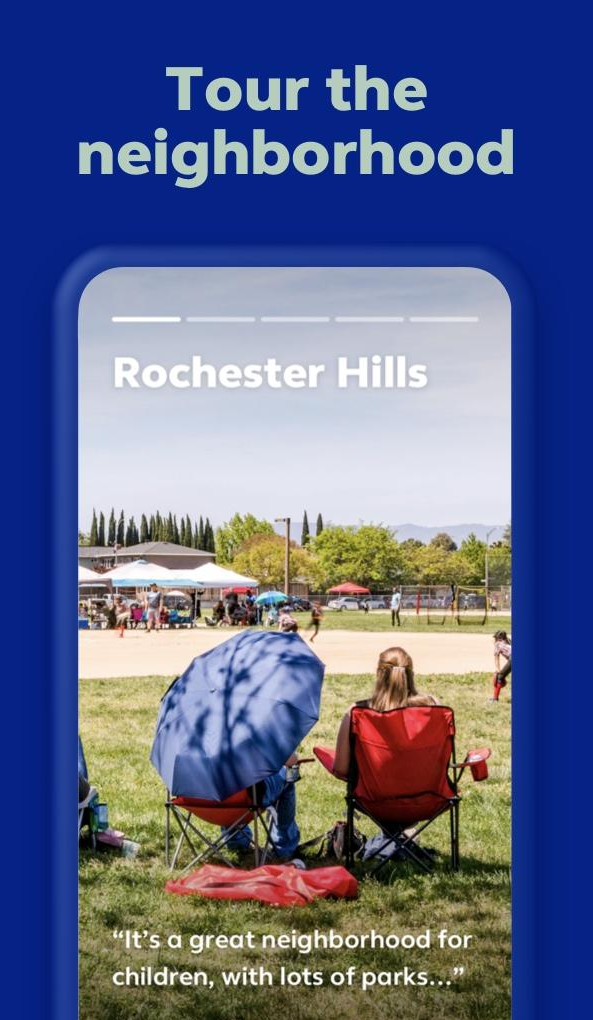 Tour the
neighborhood
Rochester Hills
“It’s a great neighborhood for
children, with lots of parks...”